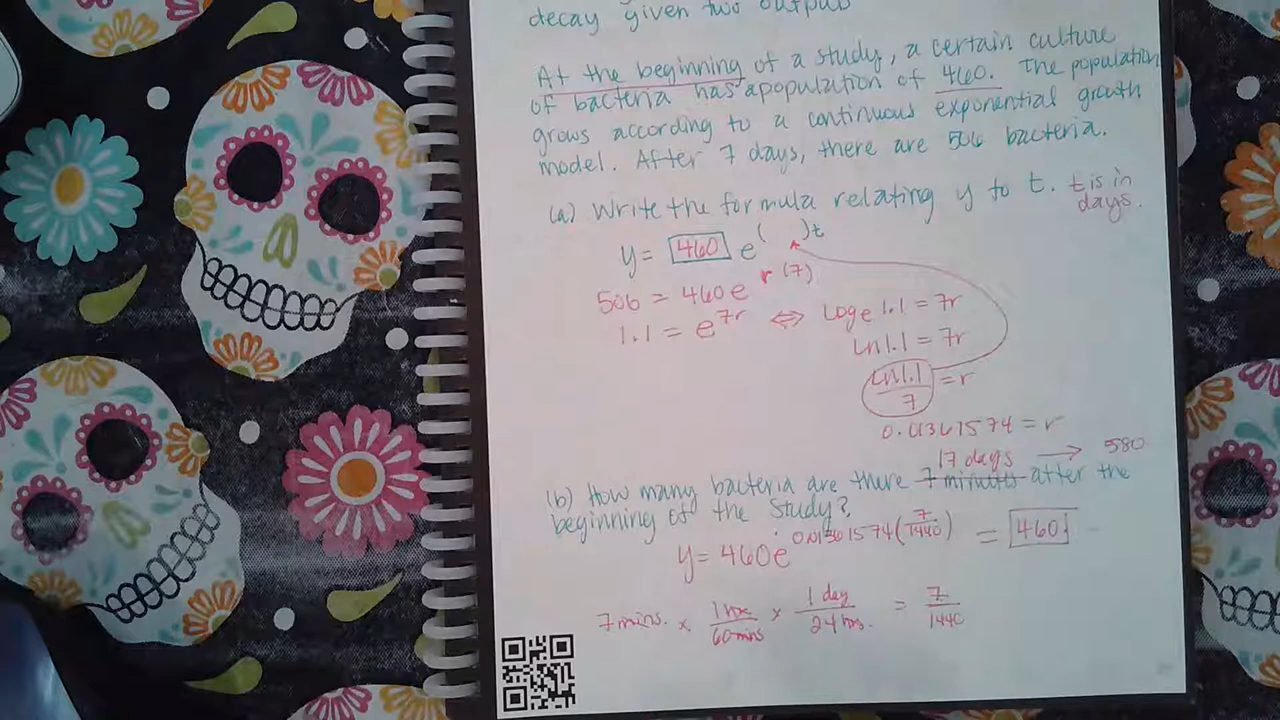 decay given two outputs
At the beginning of a study, a certain culture
of bacteria has a population of 460. The population
grows according to a continuous exponential growth
model. After 7 days, there are 506 bacteria.
(a) Write the formula relating y to t. t is in
days.
y = 460 e^( )t
506 = 460e^r(7)
1.1 = e^7r ⇔ Loge 1.1 = 7r
ln 1.1 = 7r
ln 1.1 / 7 = r
0.01361574 = r
17 days → 580
(b) How many bacteria are there 7 minutes after the
beginning of the study?
y = 460e^0.01361574(7/1440) = 460
7 mins. × 1 hr / 60 mins × 1 day / 24 hrs. = 7/1440